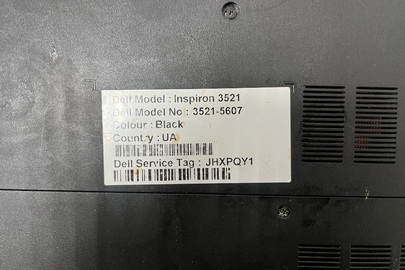 Dell Model : Inspiron 3521
Dell Model No : 3521-5607
Colour : Black
Country : UA
Dell Service Tag : JHXPQY1